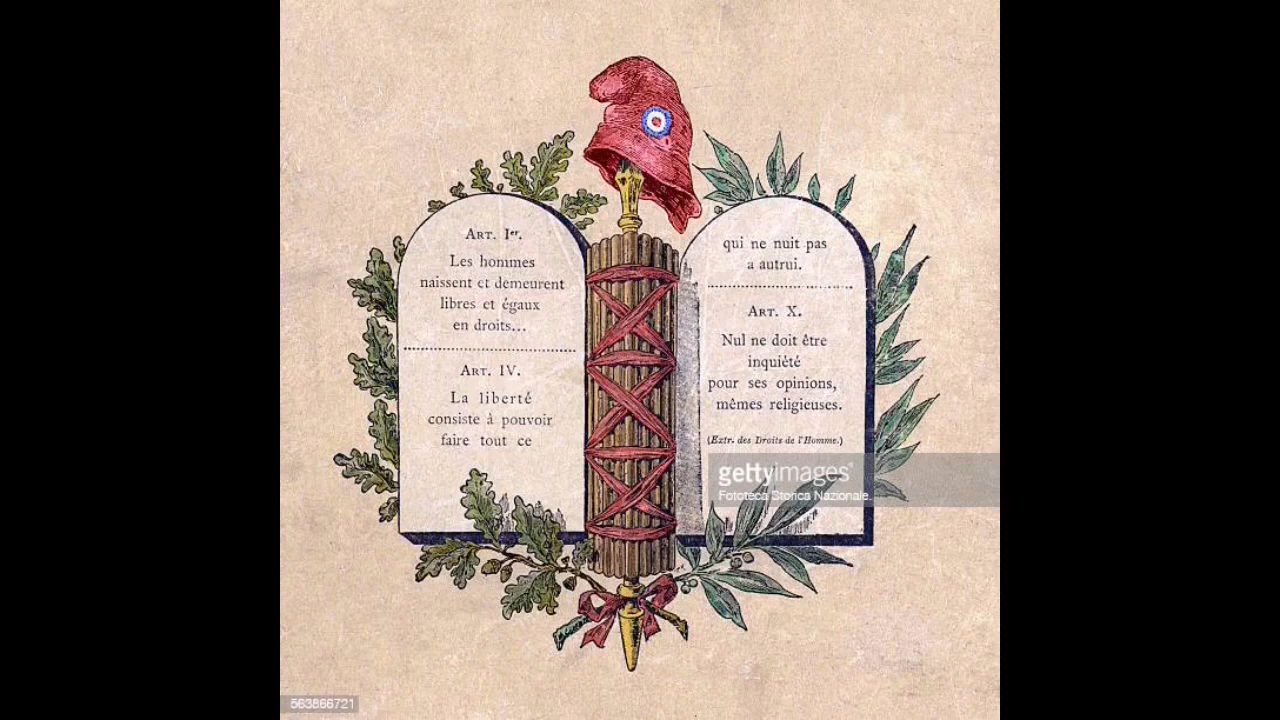 Art. Ier.
Les hommes
naissent et demeurent
libres et égaux
en droits...
Art. IV.
La liberté
consiste à pouvoir
faire tout ce
qui ne nuit pas
a autrui.
Art. X.
Nul ne doit être
inquiété
pour ses opinions,
mêmes religieuses.
(Extr. des Droits de l'Homme.)
gettyimages®
Fototeca Storica Nazionale.
563866721